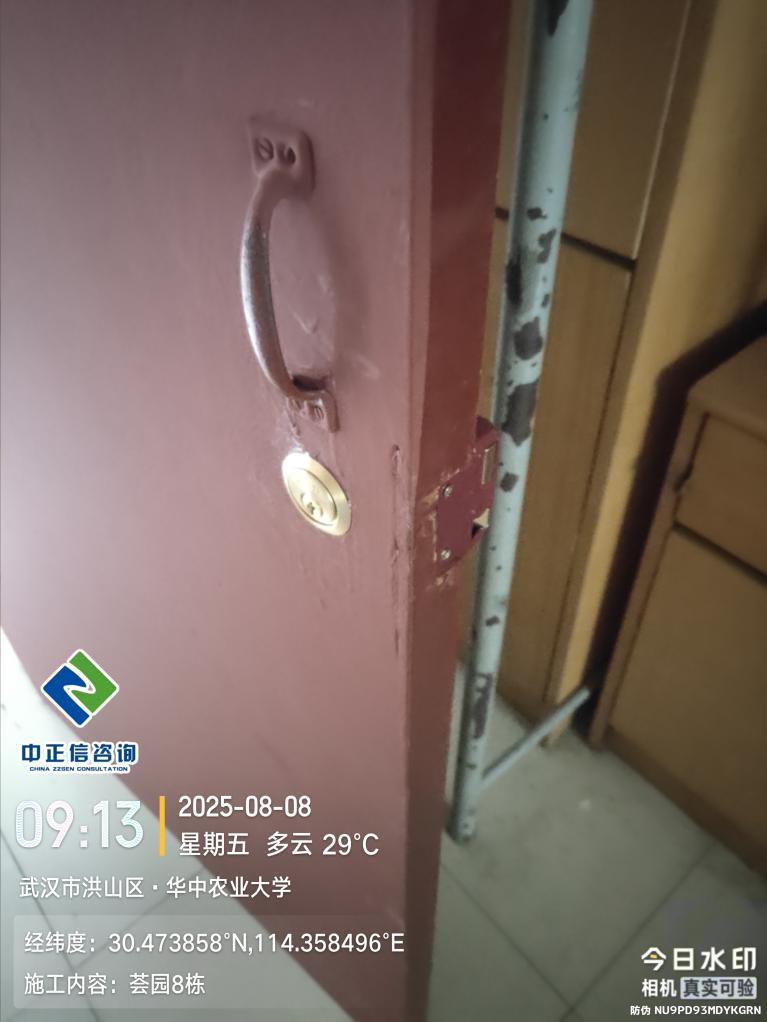 中正信咨询
CHINA ZZSEN CONSULTATION
09:13
2025-08-08
星期五 多云 29°C
武汉市洪山区·华中农业大学
经纬度：30.473858°N,114.358496°E
施工内容：荟园8栋
今日水印
相机 真实可验
防伪 NU9PD93MDYKGRN